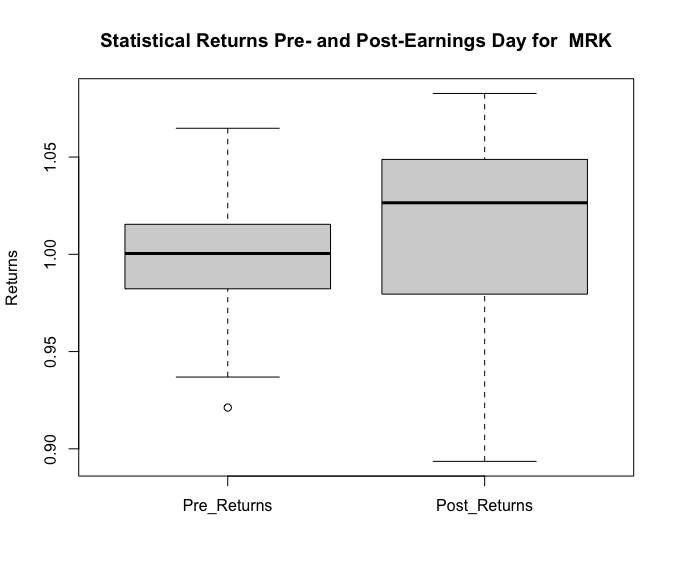 Statistical Returns Pre- and Post-Earnings Day for  MRK
Returns
1.05
1.00
0.95
0.90
Pre_Returns
Post_Returns